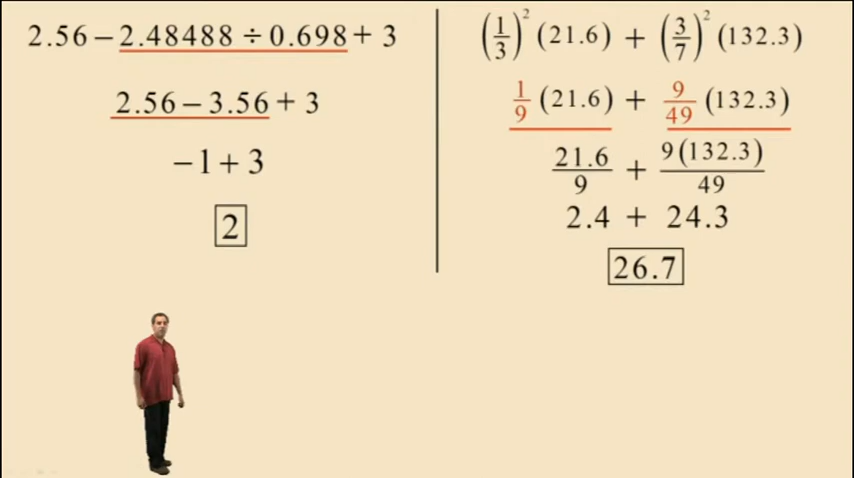 2.56 − 2.48488 ÷ 0.698 + 3
2.56 − 3.56 + 3
−1 + 3
2
(1/3)² (21.6) + (3/7)² (132.3)
1/9 (21.6) + 9/49 (132.3)
21.6/9 + 9(132.3)/49
2.4 + 24.3
26.7